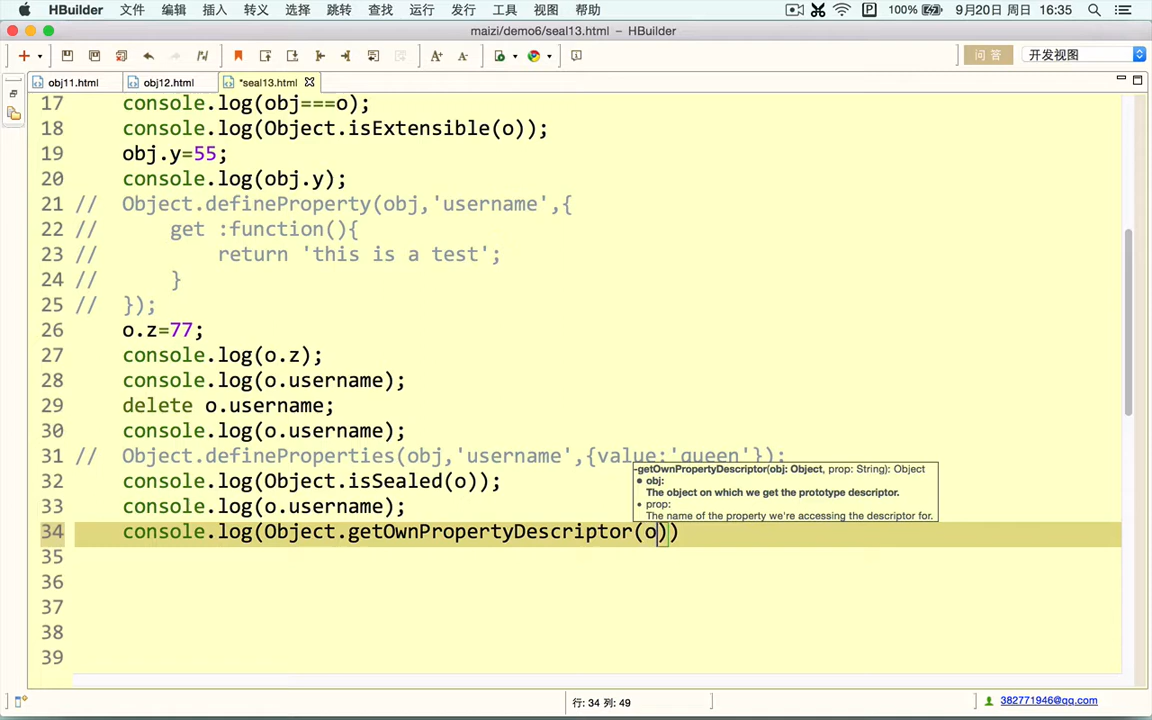 HBuilder 文件 编辑 插入 转义 选择 跳转 查找 运行 发行 工具 视图 帮助 100% 9月20日 周日 16:35
maizi/demo6/seal13.html – HBuilder
问答 开发视图
obj11.html obj12.html *seal13.html
17 console.log(obj===o);
18 console.log(Object.isExtensible(o));
19 obj.y=55;
20 console.log(obj.y);
21 // Object.defineProperty(obj,'username',{
22 // get :function(){
23 // return 'this is a test';
24 // }
25 // });
26 o.z=77;
27 console.log(o.z);
28 console.log(o.username);
29 delete o.username;
30 console.log(o.username);
31 // Object.defineProperties(obj,'username',{value:'queen'});
-getOwnPropertyDescriptor(obj: Object, prop: String): Object
• obj:
32 console.log(Object.isSealed(o));
The object on which we get the prototype descriptor.
• prop:
33 console.log(o.username);
The name of the property we're accessing the descriptor for.
34 console.log(Object.getOwnPropertyDescriptor(o))
35
36
37
38
39
行: 34 列: 49
382771946@qq.com